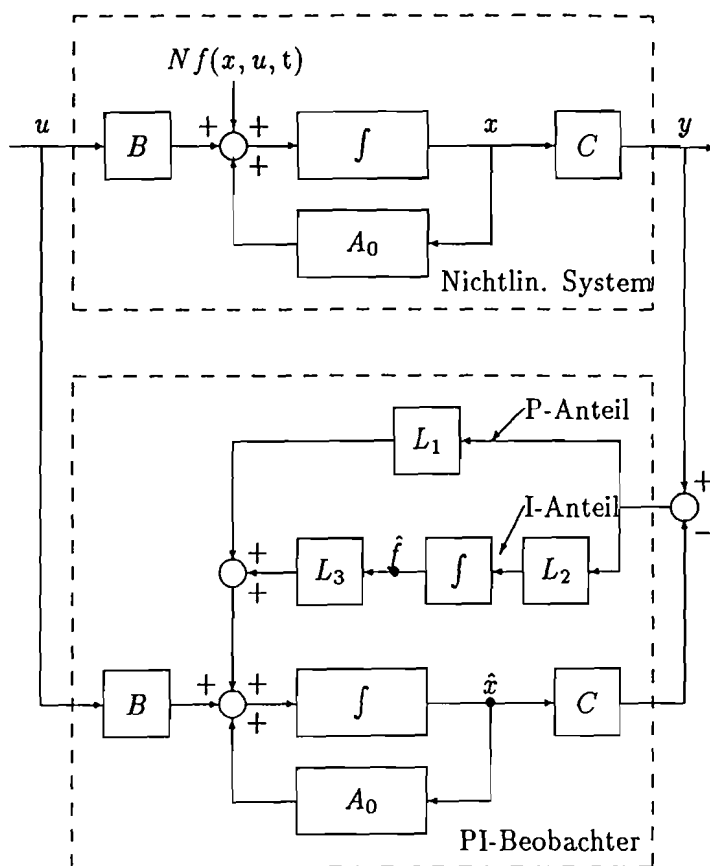 N f(x, u, t)
u
B
+
+
+
∫
x
C
y
A₀
Nichtlin. System
P-Anteil
L₁
+
−
I-Anteil
f̂
+
+
L₃
∫
L₂
B
+
+
+
∫
x̂
C
A₀
PI-Beobachter